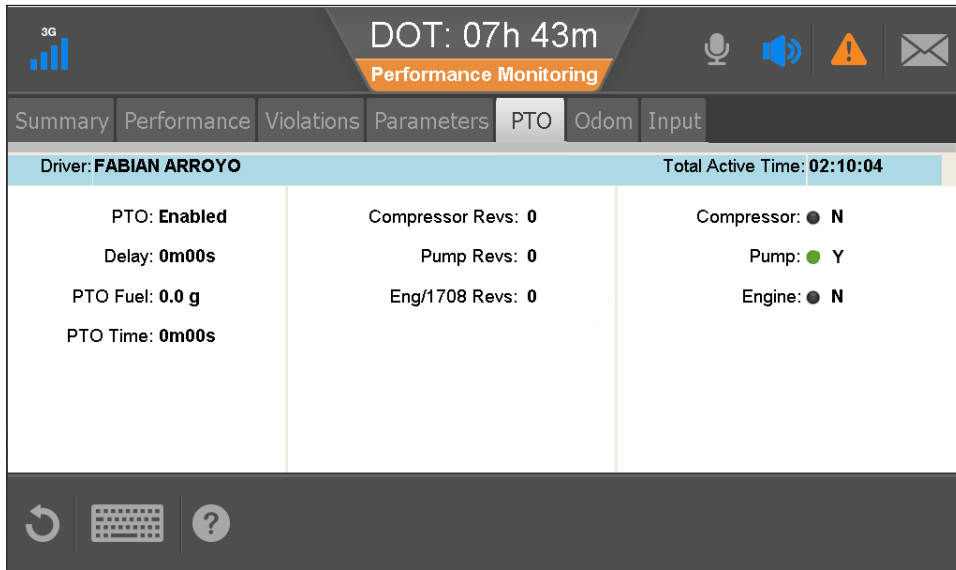 3G
DOT: 07h 43m
Performance Monitoring
Summary Performance Violations Parameters PTO Odom Input
Driver: FABIAN ARROYO Total Active Time: 02:10:04
PTO: Enabled Compressor Revs: 0 Compressor: N
Delay: 0m00s Pump Revs: 0 Pump: Y
PTO Fuel: 0.0 g Eng/1708 Revs: 0 Engine: N
PTO Time: 0m00s
?